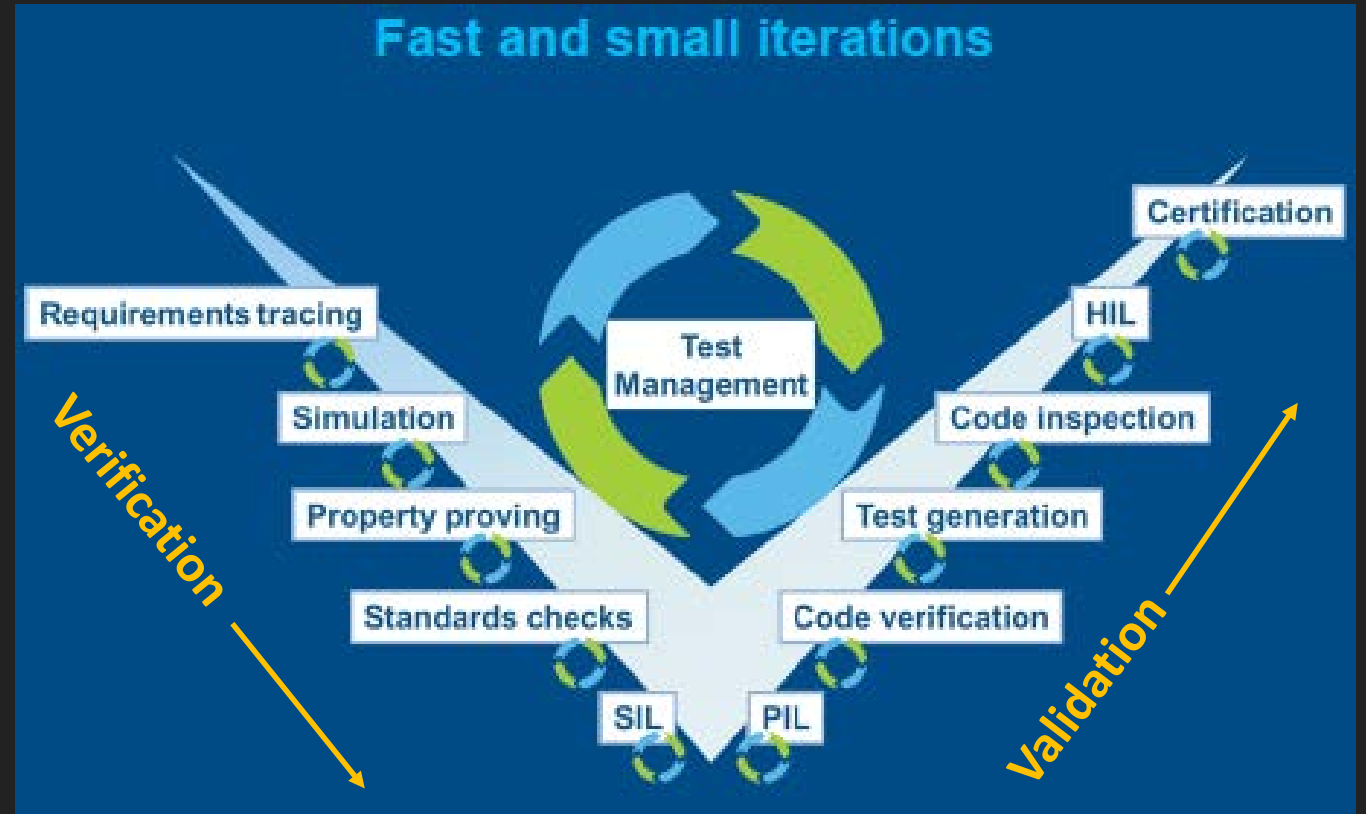 Fast and small iterations
Certification
Requirements tracing
HIL
Test
Management
Simulation
Code inspection
Verification
Property proving
Test generation
Standards checks
Code verification
Validation
SIL
PIL